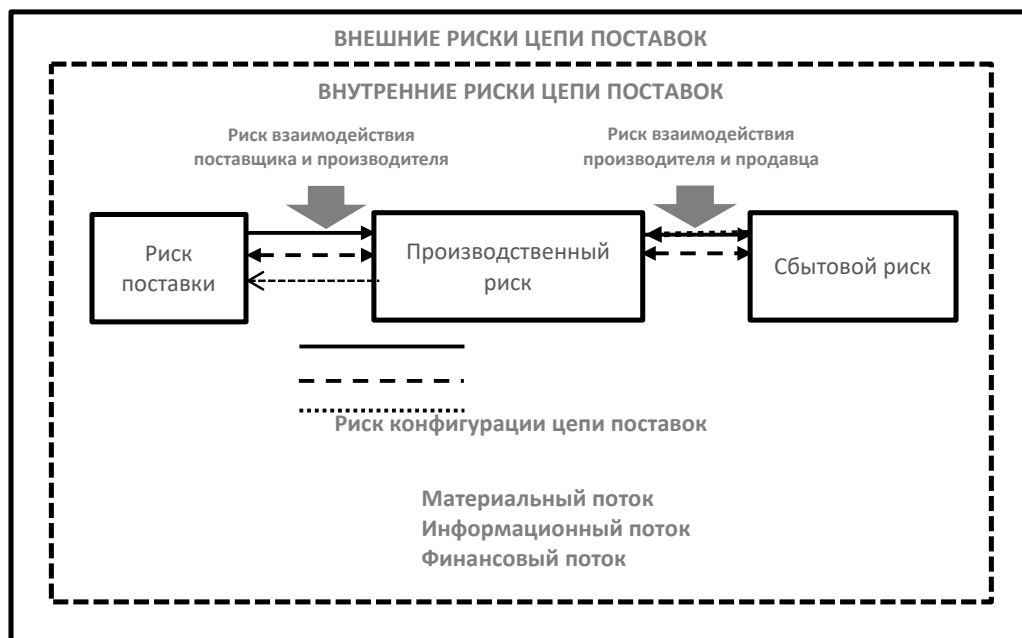 ВНЕШНИЕ РИСКИ ЦЕПИ ПОСТАВОК
ВНУТРЕННИЕ РИСКИ ЦЕПИ ПОСТАВОК
Риск взаимодействия
поставщика и производителя
Риск взаимодействия
производителя и продавца
Риск
поставки
Производственный
риск
Сбытовой риск
Риск конфигурации цепи поставок
Материальный поток
Информационный поток
Финансовый поток